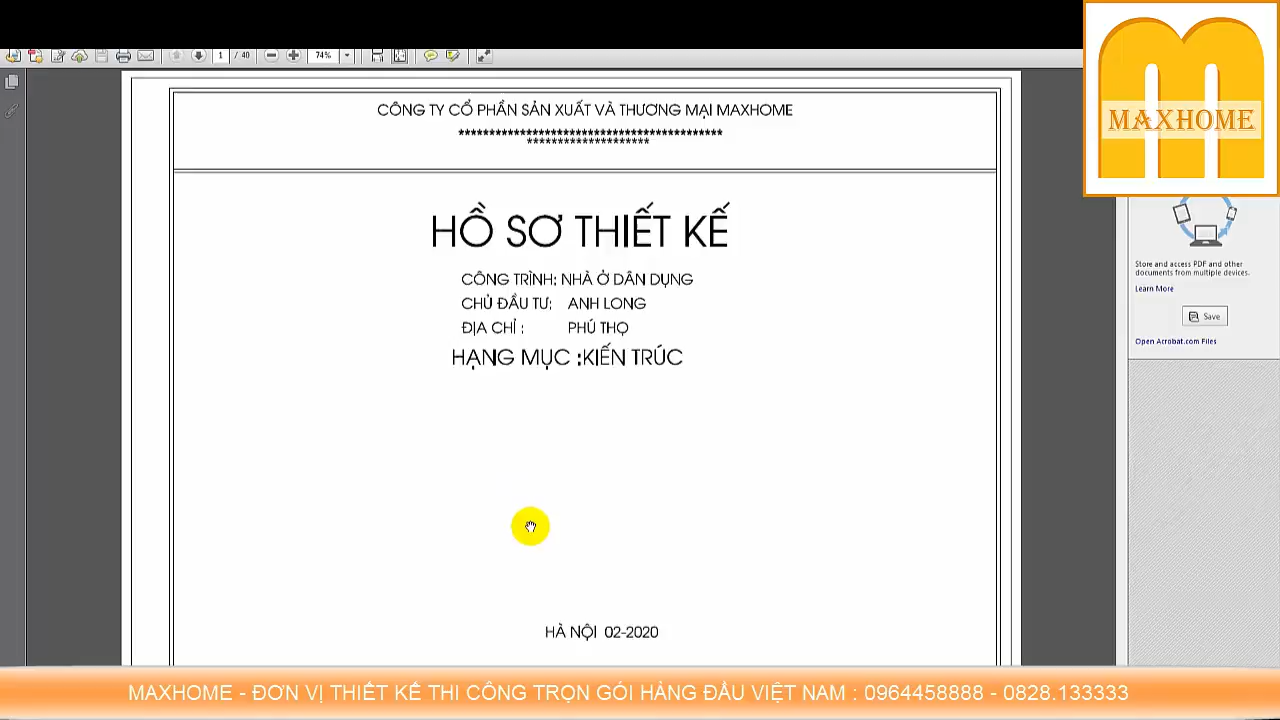 1 / 40
74%
MAXHOME
CÔNG TY CỔ PHẦN SẢN XUẤT VÀ THƯƠNG MẠI MAXHOME
*******************************************
********************
HỒ SƠ THIẾT KẾ
CÔNG TRÌNH: NHÀ Ở DÂN DỤNG
CHỦ ĐẦU TƯ: ANH LONG
ĐỊA CHỈ : PHÚ THỌ
HẠNG MỤC :KIẾN TRÚC
HÀ NỘI 02-2020
Store and access PDF and other
documents from multiple devices.
Learn More
Save
Open Acrobat.com Files
MAXHOME - ĐƠN VỊ THIẾT KẾ THI CÔNG TRỌN GÓI HÀNG ĐẦU VIỆT NAM : 0964458888 - 0828.133333